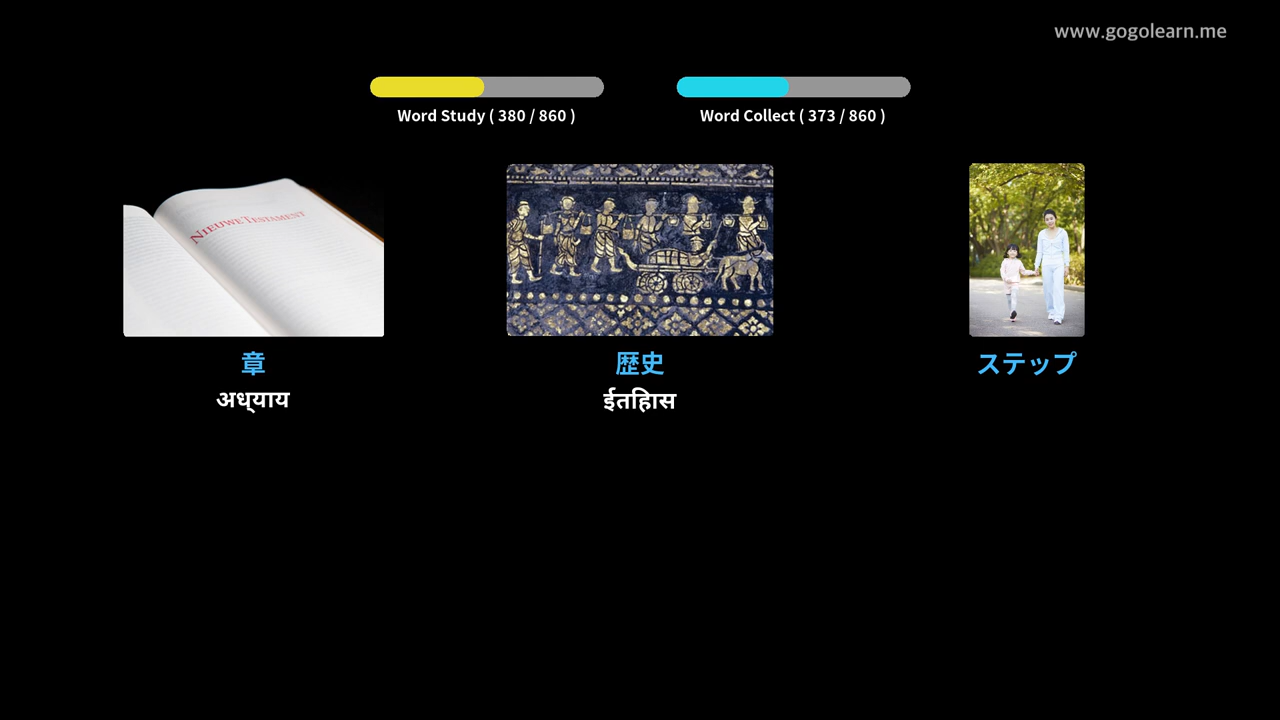 www.gogolearn.me
Word Study ( 380 / 860 )
Word Collect ( 373 / 860 )
NIEUWE TESTAMENT
章
歴史
ステップ
अध्याय
ईतहिास